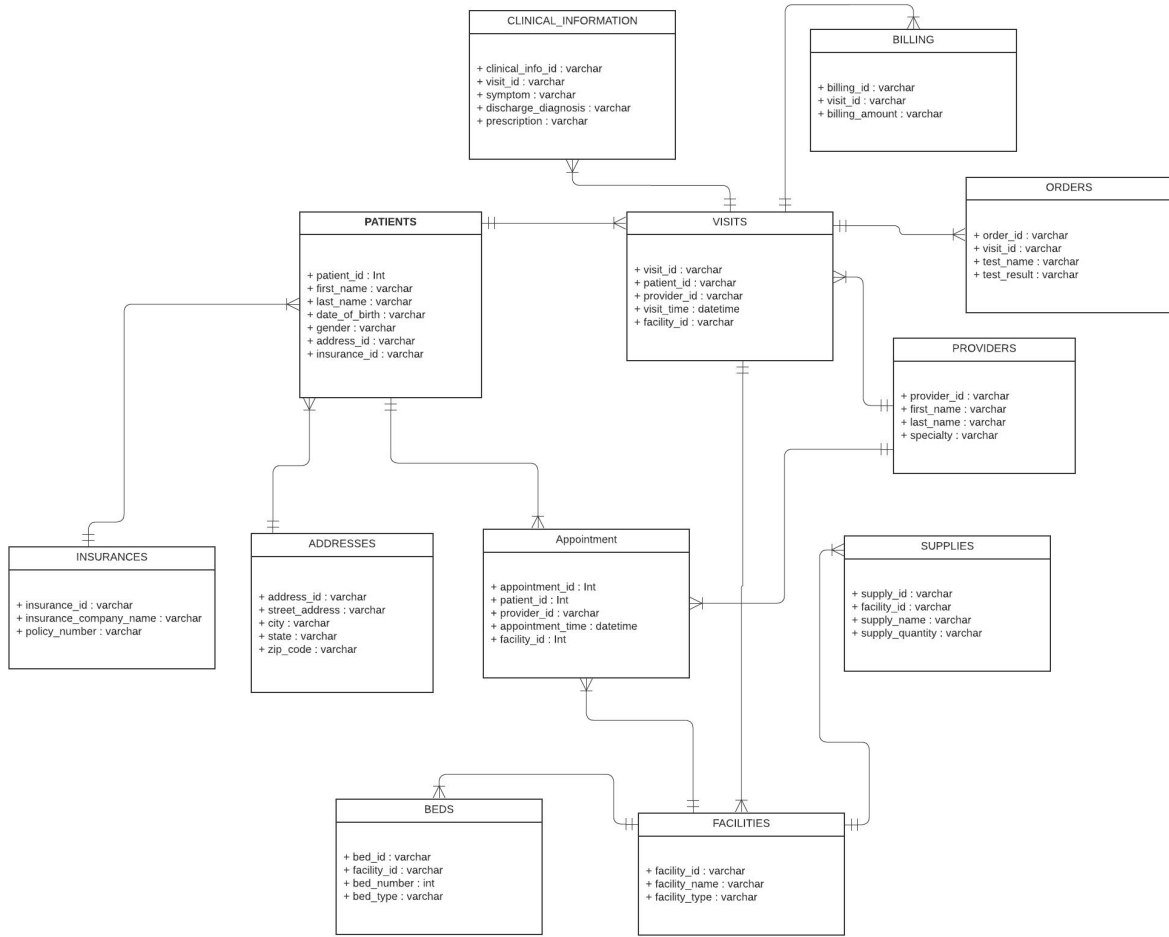 CLINICAL_INFORMATION
+ clinical_info_id : varchar
+ visit_id : varchar
+ symptom : varchar
+ discharge_diagnosis : varchar
+ prescription : varchar
BILLING
+ billing_id : varchar
+ visit_id : varchar
+ billing_amount : varchar
PATIENTS
+ patient_id : Int
+ first_name : varchar
+ last_name : varchar
+ date_of_birth : varchar
+ gender : varchar
+ address_id : varchar
+ insurance_id : varchar
VISITS
+ visit_id : varchar
+ patient_id : varchar
+ provider_id : varchar
+ visit_time : datetime
+ facility_id : varchar
ORDERS
+ order_id : varchar
+ visit_id : varchar
+ test_name : varchar
+ test_result : varchar
PROVIDERS
+ provider_id : varchar
+ first_name : varchar
+ last_name : varchar
+ specialty : varchar
INSURANCES
+ insurance_id : varchar
+ insurance_company_name : varchar
+ policy_number : varchar
ADDRESSES
+ address_id : varchar
+ street_address : varchar
+ city : varchar
+ state : varchar
+ zip_code : varchar
Appointment
+ appointment_id : Int
+ patient_id : Int
+ provider_id : varchar
+ appointment_time : datetime
+ facility_id : Int
SUPPLIES
+ supply_id : varchar
+ facility_id : varchar
+ supply_name : varchar
+ supply_quantity : varchar
BEDS
+ bed_id : varchar
+ facility_id : varchar
+ bed_number : int
+ bed_type : varchar
FACILITIES
+ facility_id : varchar
+ facility_name : varchar
+ facility_type : varchar